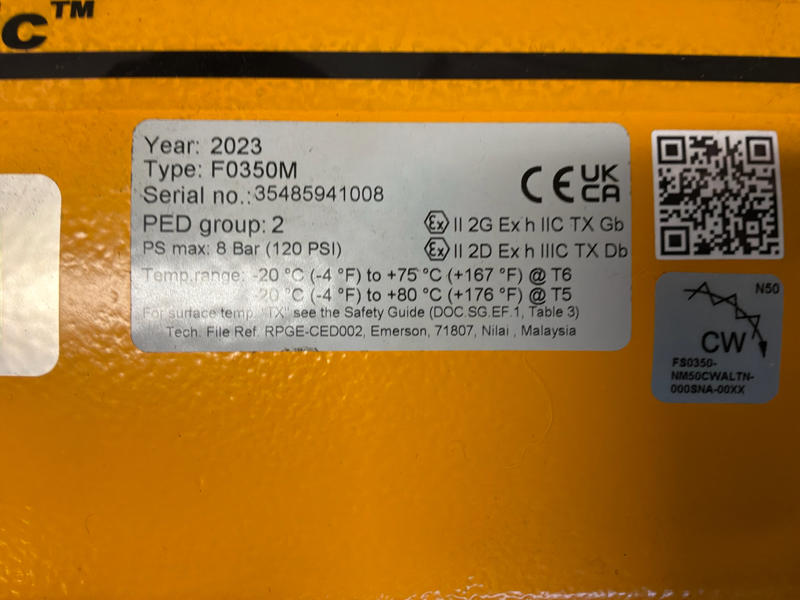 C™
Year: 2023
Type: F0350M
Serial no.: 35485941008
CE UK CA
PED group: 2
Ex II 2G Ex h IIC TX Gb
PS max: 8 Bar (120 PSI)
Ex II 2D Ex h IIIC TX Db
Temp.range: -20 °C (-4 °F) to +75 °C (+167 °F) @ T6
-20 °C (-4 °F) to +80 °C (+176 °F) @ T5
For surface temp. "TX" see the Safety Guide (DOC.SG.EF.1, Table 3)
Tech. File Ref. RPGE-CED002, Emerson, 71807, Nilai , Malaysia
N50
CW
FS0350-
NM50CWALTN-
000SNA-00XX